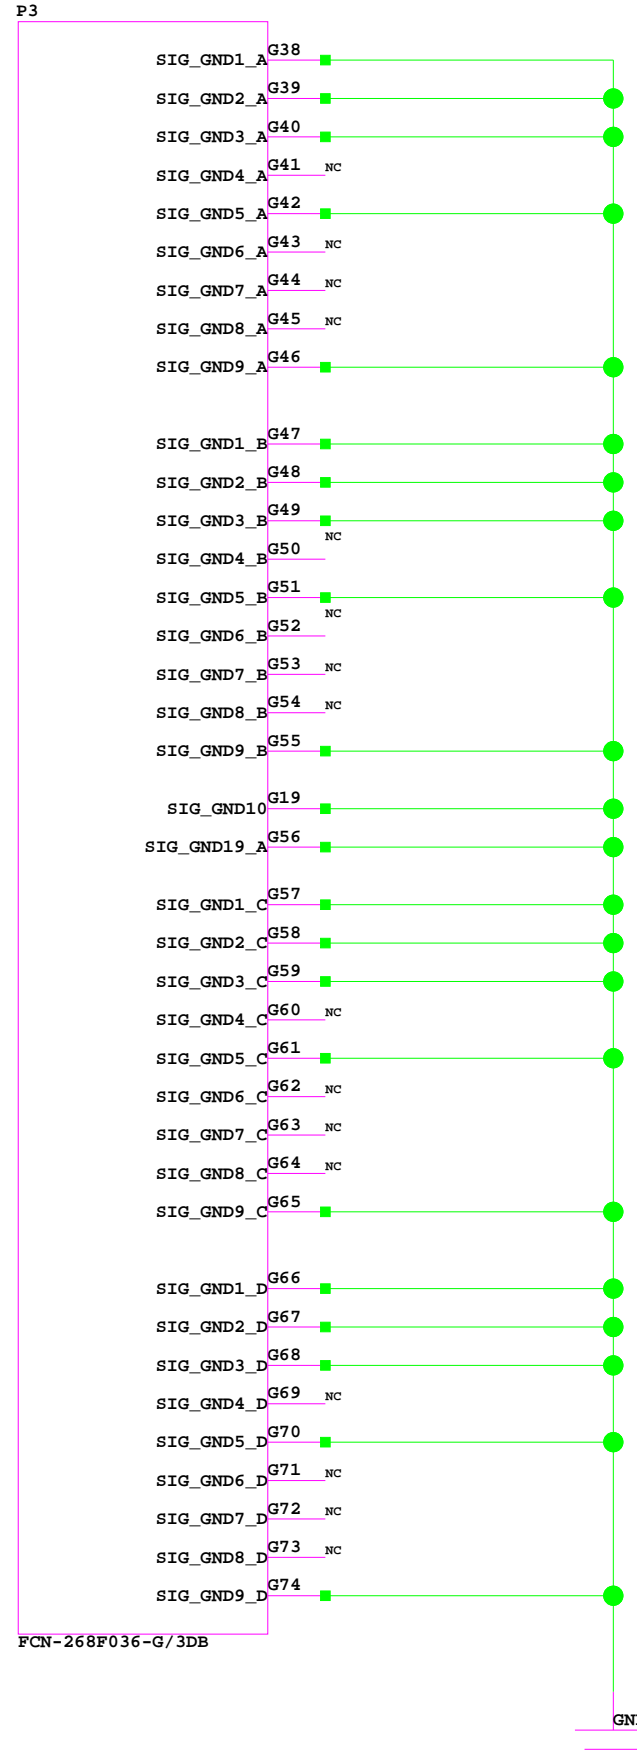 P3
SIG_GND1_A G38
SIG_GND2_A G39
SIG_GND3_A G40
SIG_GND4_A G41 NC
SIG_GND5_A G42
SIG_GND6_A G43 NC
SIG_GND7_A G44 NC
SIG_GND8_A G45 NC
SIG_GND9_A G46
SIG_GND1_B G47
SIG_GND2_B G48
SIG_GND3_B G49
SIG_GND4_B G50 NC
SIG_GND5_B G51
SIG_GND6_B G52 NC
SIG_GND7_B G53 NC
SIG_GND8_B G54 NC
SIG_GND9_B G55
SIG_GND10 G19
SIG_GND19_A G56
SIG_GND1_C G57
SIG_GND2_C G58
SIG_GND3_C G59
SIG_GND4_C G60 NC
SIG_GND5_C G61
SIG_GND6_C G62 NC
SIG_GND7_C G63 NC
SIG_GND8_C G64 NC
SIG_GND9_C G65
SIG_GND1_D G66
SIG_GND2_D G67
SIG_GND3_D G68
SIG_GND4_D G69 NC
SIG_GND5_D G70
SIG_GND6_D G71 NC
SIG_GND7_D G72 NC
SIG_GND8_D G73 NC
SIG_GND9_D G74
FCN-268F036-G/3DB